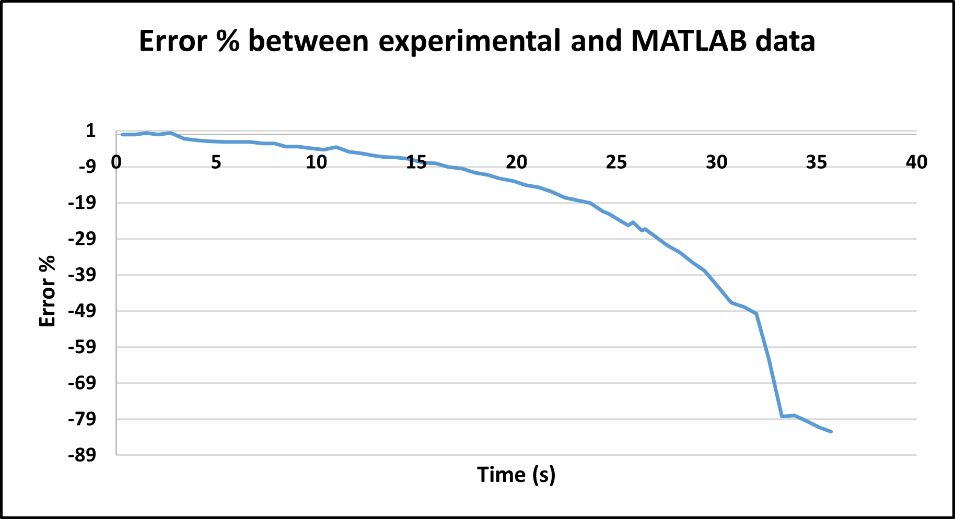 Error % between experimental and MATLAB data
1
-9
-19
-29
-39
-49
-59
-69
-79
-89
0 5 10 15 20 25 30 35 40
Error %
Time (s)